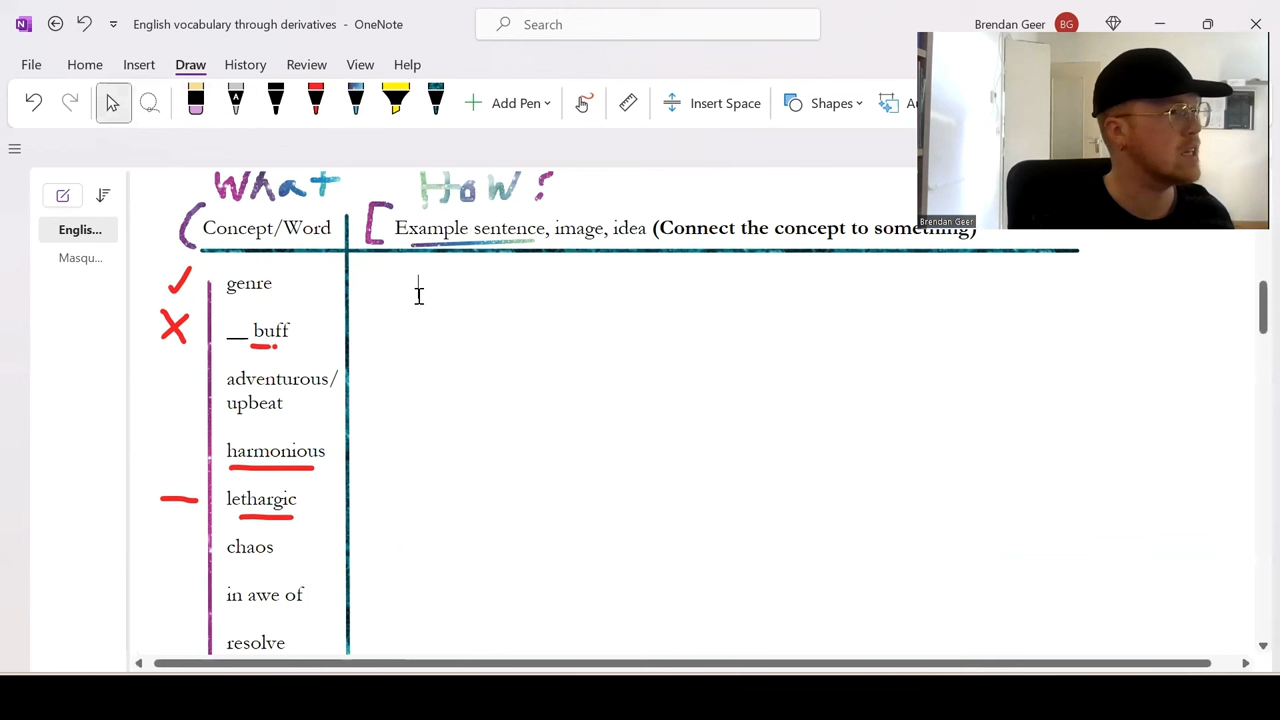 English vocabulary through derivatives - OneNote
Search
Brendan Geer
BG
File Home Insert Draw History Review View Help
A
Add Pen
Insert Space
Shapes
Brendan Geer
Englis...
Masqu...
What How?
Concept/Word Example sentence, image, idea (Connect the concept to something)
genre
__ buff
adventurous/
upbeat
harmonious
lethargic
chaos
in awe of
resolve